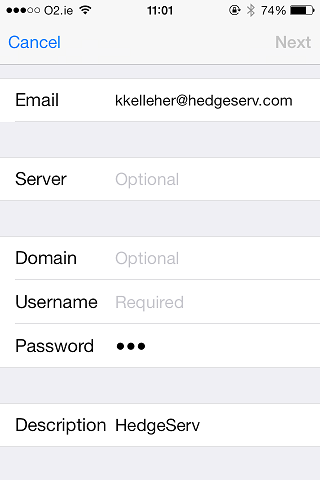 O2.ie 11:01 74%
Cancel Next
Email kkelleher@hedgeserv.com
Server Optional
Domain Optional
Username Required
Password •••
Description HedgeServ